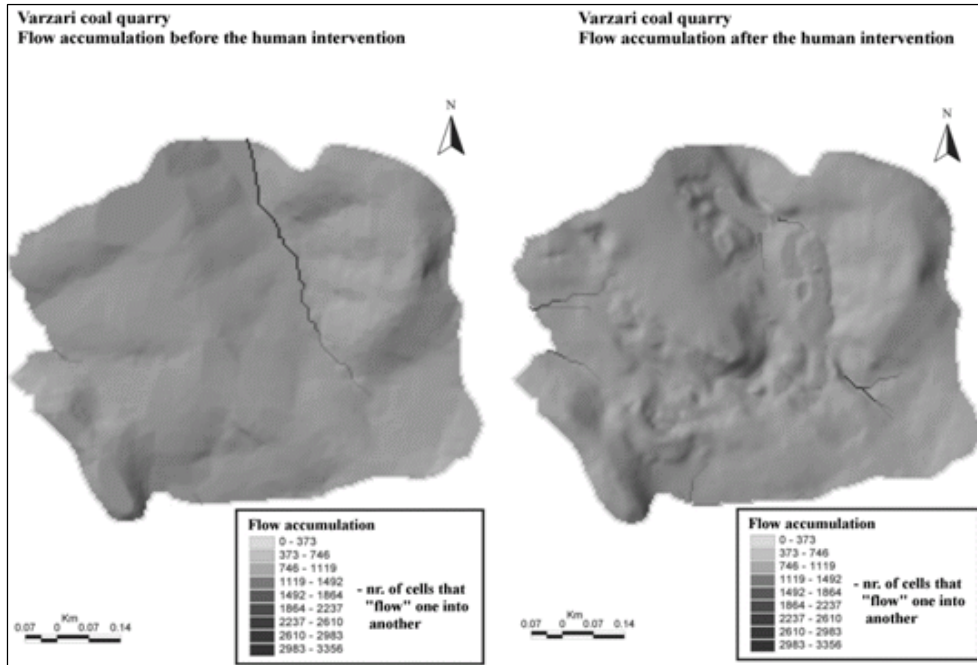 Varzari coal quarry
Flow accumulation before the human intervention
N
Flow accumulation
0 - 373
373 - 746
746 - 1119
1119 - 1492
1492 - 1864
1864 - 2237
2237 - 2610
2610 - 2983
2983 - 3356
- nr. of cells that
"flow" one into
another
Km
0.07 0 0.07 0.14
Varzari coal quarry
Flow accumulation after the human intervention
N
Flow accumulation
0 - 373
373 - 746
746 - 1119
1119 - 1492
1492 - 1864
1864 - 2237
2237 - 2610
2610 - 2983
2983 - 3356
- nr. of cells that
"flow" one into
another
Km
0.07 0 0.07 0.14